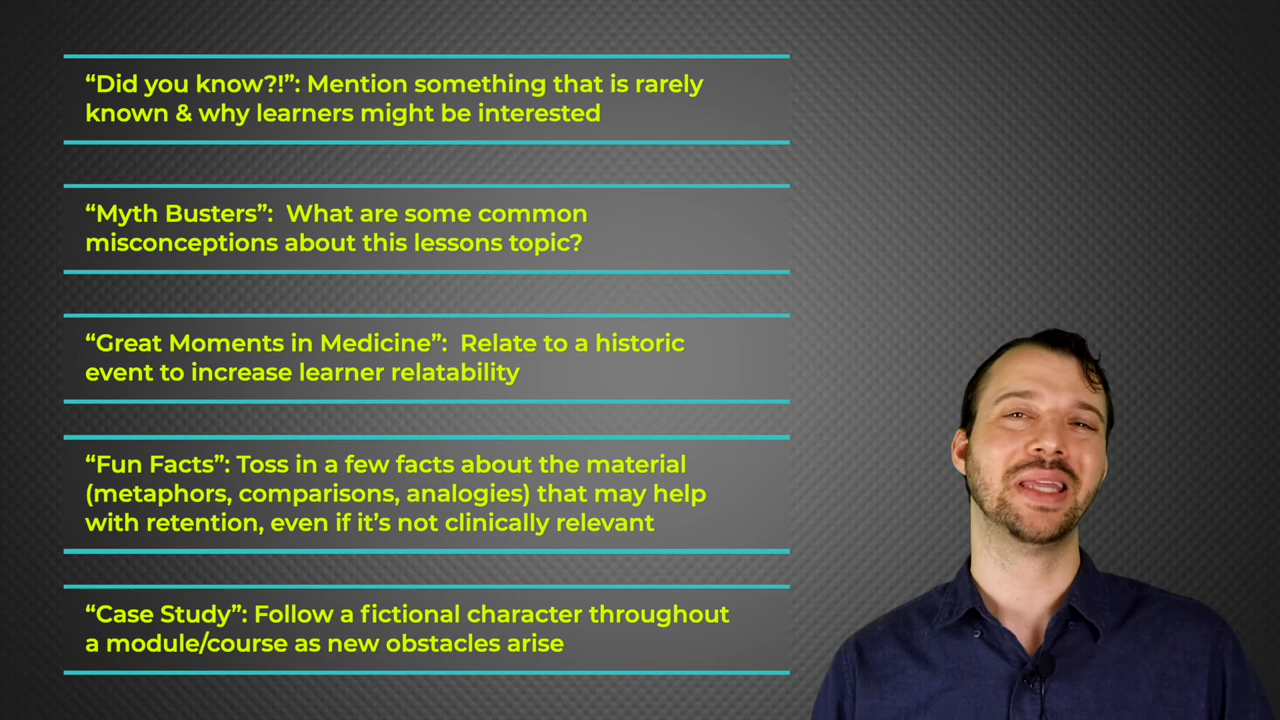 “Did you know?!”: Mention something that is rarely
known & why learners might be interested
“Myth Busters”:  What are some common
misconceptions about this lessons topic?
“Great Moments in Medicine”:  Relate to a historic
event to increase learner relatability
“Fun Facts”: Toss in a few facts about the material
(metaphors, comparisons, analogies) that may help
with retention, even if it’s not clinically relevant
“Case Study”: Follow a fictional character throughout
a module/course as new obstacles arise